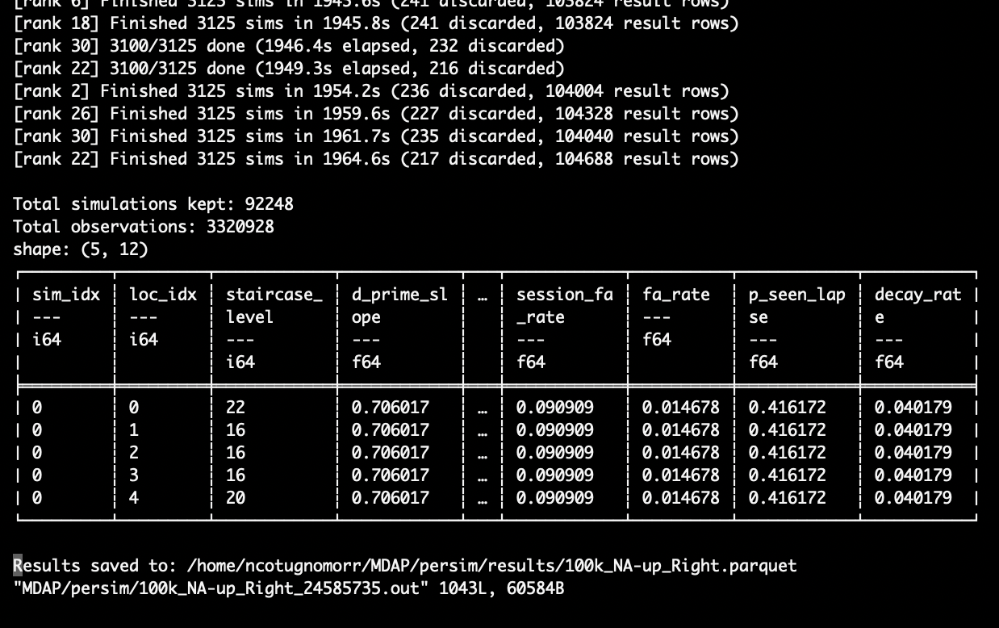 [rank 6] Finished 3125 sims in 1943.6s (241 discarded, 103824 result rows)
[rank 18] Finished 3125 sims in 1945.8s (241 discarded, 103824 result rows)
[rank 30] 3100/3125 done (1946.4s elapsed, 232 discarded)
[rank 22] 3100/3125 done (1949.3s elapsed, 216 discarded)
[rank 2] Finished 3125 sims in 1954.2s (236 discarded, 104004 result rows)
[rank 26] Finished 3125 sims in 1959.6s (227 discarded, 104328 result rows)
[rank 30] Finished 3125 sims in 1961.7s (235 discarded, 104040 result rows)
[rank 22] Finished 3125 sims in 1964.6s (217 discarded, 104688 result rows)
Total simulations kept: 92248
Total observations: 3320928
shape: (5, 12)
sim_idx loc_idx staircase_ d_prime_sl … session_fa fa_rate p_seen_lap decay_rat
--- --- level ope _rate --- se e
i64 i64 --- --- --- f64 --- ---
i64 f64 f64 f64 f64
0 0 22 0.706017 … 0.090909 0.014678 0.416172 0.040179
0 1 16 0.706017 … 0.090909 0.014678 0.416172 0.040179
0 2 16 0.706017 … 0.090909 0.014678 0.416172 0.040179
0 3 16 0.706017 … 0.090909 0.014678 0.416172 0.040179
0 4 20 0.706017 … 0.090909 0.014678 0.416172 0.040179
Results saved to: /home/ncotugnomorr/MDAP/persim/results/100k_NA-up_Right.parquet
"MDAP/persim/100k_NA-up_Right_24585735.out" 1043L, 60584B